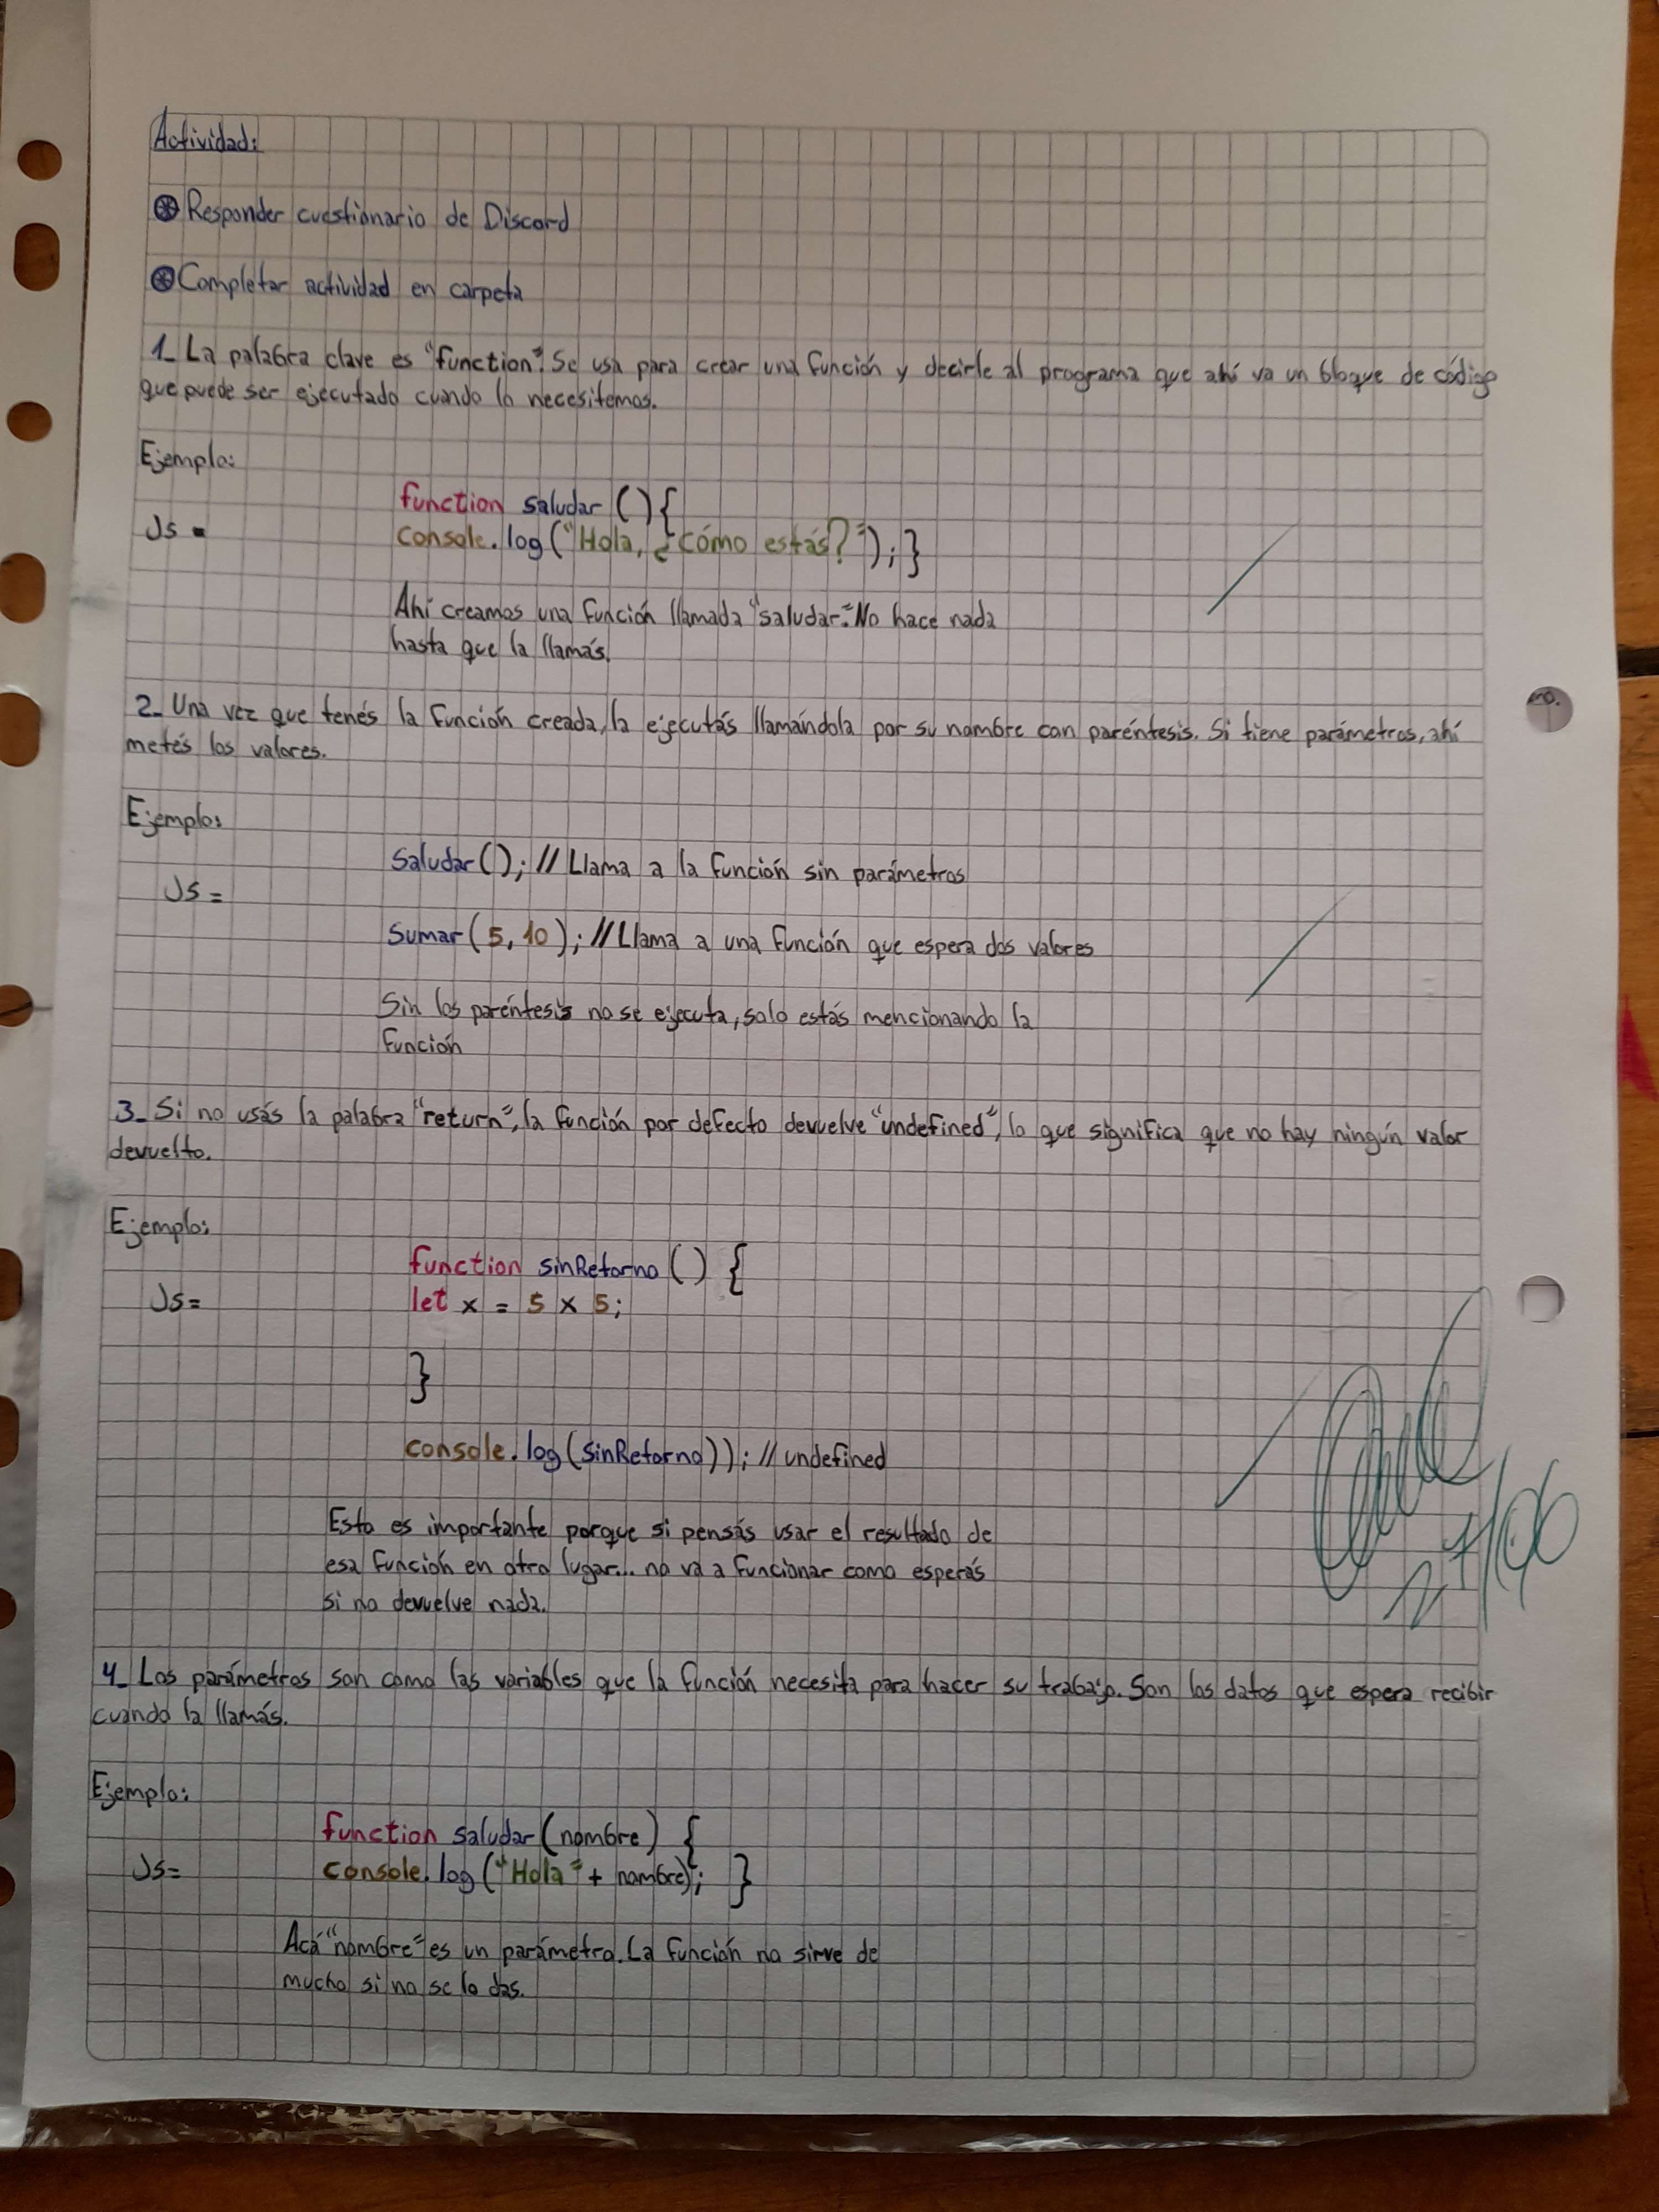 Actividad:
Responder cuestionario de Discord
Completar actividad en carpeta
1_ La palabra clave es "function". Se usa para crear una función y decirle al programa que ahí va un bloque de código
que puede ser ejecutado cuando lo necesitemos.
Ejemplo:
Js =
function saludar () {
console.log ("Hola, ¿cómo estás?"); }
Ahí creamos una función llamada "saludar". No hace nada
hasta que la llamás.
2_ Una vez que tenés la función creada, la ejecutás llamándola por su nombre con paréntesis. Si tiene parámetros, ahí
metés los valores.
Ejemplo:
Js =
Saludar (); // Llama a la función sin parámetros
Sumar (5, 10); // Llama a una función que espera dos valores
Sin los paréntesis no se ejecuta, solo estás mencionando la
función
3_ Si no usás la palabra "return", la función por defecto devuelve "undefined", lo que significa que no hay ningún valor
devuelto.
Ejemplo:
Js =
function sinRetorno () {
let x = 5 x 5;
}
console.log (sinRetorno)); // undefined
Esto es importante porque si pensás usar el resultado de
esa función en otro lugar... no va a funcionar como esperás
si no devuelve nada.
27/06
4_ Los parámetros son como las variables que la función necesita para hacer su trabajo. Son los datos que espera recibir
cuando la llamás.
Ejemplo:
Js =
function saludar (nombre) {
console.log ("Hola" + nombre); }
Acá "nombre" es un parámetro. La función no sirve de
mucho si no se lo das.